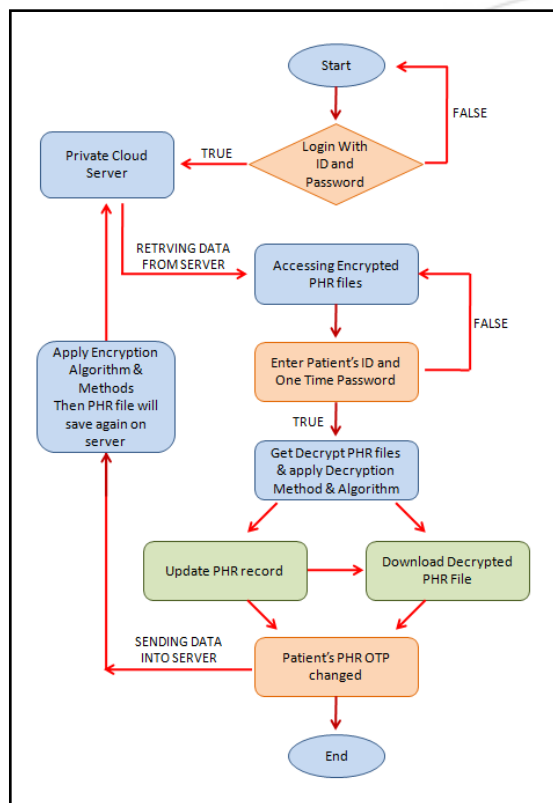 Start
FALSE
Login With
ID and
Password
TRUE
Private Cloud
Server
RETRVING DATA
FROM SERVER
Accessing Encrypted
PHR files
FALSE
Enter Patient's ID and
One Time Password
TRUE
Apply Encryption
Algorithm &
Methods
Then PHR file will
save again on
server
Get Decrypt PHR files
& apply Decryption
Method & Algorithm
Update PHR record
Download Decrypted
PHR File
SENDING DATA
INTO SERVER
Patient's PHR OTP
changed
End